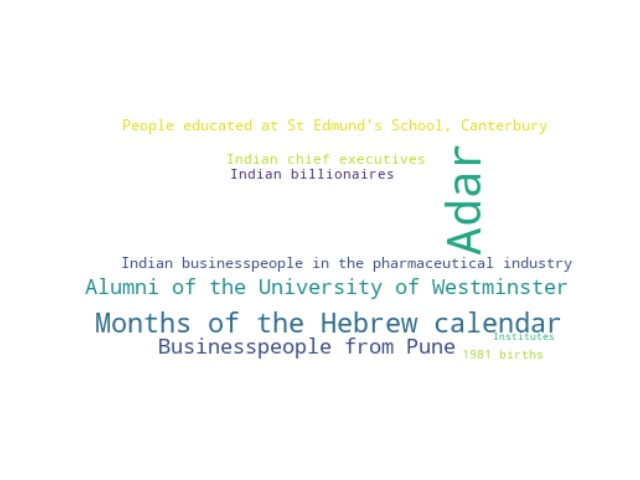 People educated at St Edmund's School, Canterbury
Indian chief executives
Indian billionaires
Adar
Indian businesspeople in the pharmaceutical industry
Alumni of the University of Westminster
Months of the Hebrew calendar
Institutes
Businesspeople from Pune
1981 births